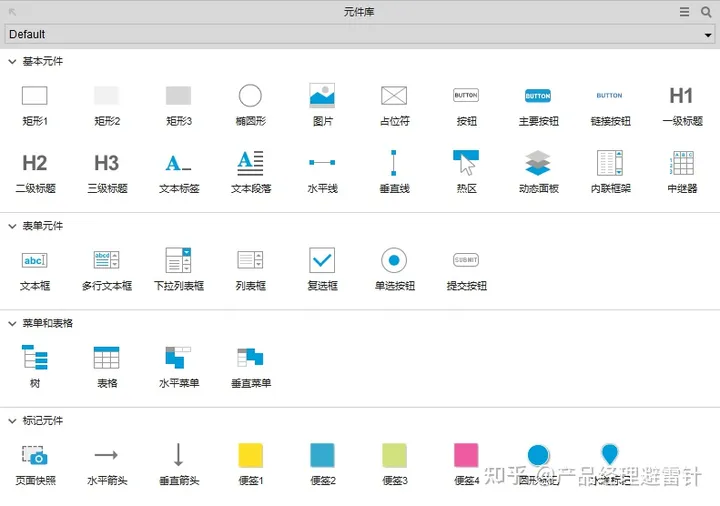 元件库
Default
基本元件
BUTTON BUTTON BUTTON H1
矩形1 矩形2 矩形3 椭圆形 图片 占位符 按钮 主要按钮 链接按钮 一级标题
H2 H3 A A A B C 1 2 3
二级标题 三级标题 文本标签 文本段落 水平线 垂直线 热区 动态面板 内联框架 中继器
表单元件
abc abcd SUBMIT
文本框 多行文本框 下拉列表框 列表框 复选框 单选按钮 提交按钮
菜单和表格
树 表格 水平菜单 垂直菜单
标记元件
页面快照 水平箭头 垂直箭头 便签1 便签2 便签3 便签4 圆形标记 水滴标记
知乎 @产品经理避雷针